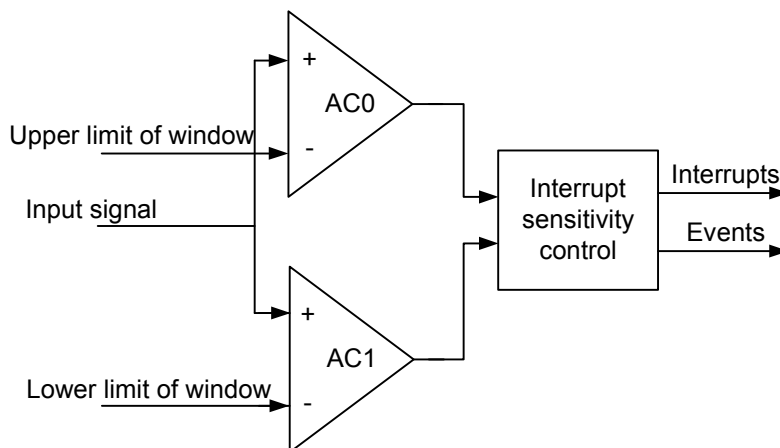 +
AC0
-
Upper limit of window
Input signal
Interrupt
sensitivity
control
Interrupts
Events
+
AC1
-
Lower limit of window